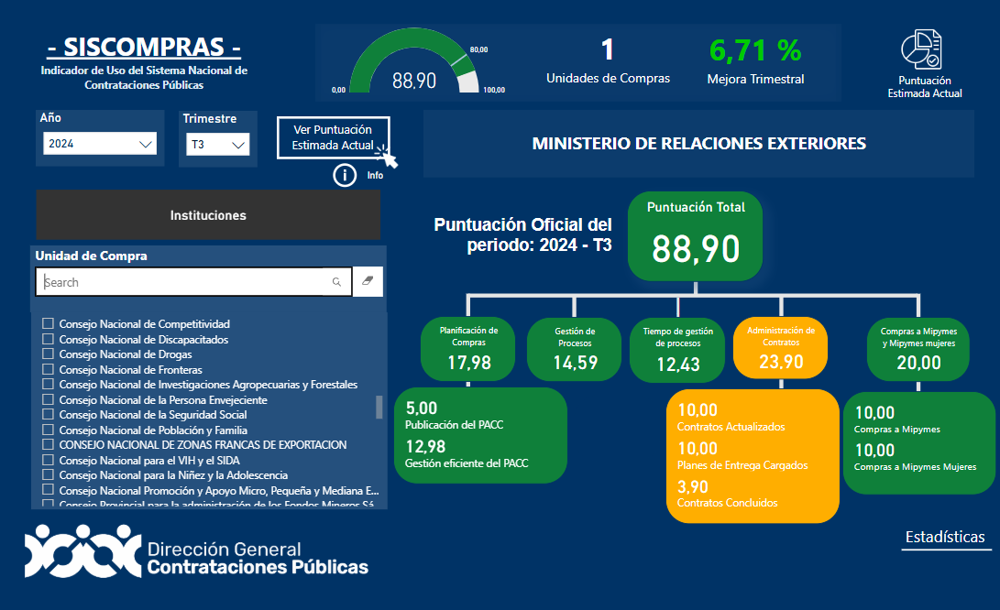 - SISCOMPRAS -
Indicador de Uso del Sistema Nacional de
Contrataciones Públicas
80,00
88,90
0,00
100,00
1
Unidades de Compras
6,71 %
Mejora Trimestral
Puntuación
Estimada Actual
Año
2024
Trimestre
T3
Ver Puntuación
Estimada Actual
Info
MINISTERIO DE RELACIONES EXTERIORES
Instituciones
Unidad de Compra
Search
Consejo Nacional de Competitividad
Consejo Nacional de Discapacitados
Consejo Nacional de Drogas
Consejo Nacional de Fronteras
Consejo Nacional de Investigaciones Agropecuarias y Forestales
Consejo Nacional de la Persona Envejeciente
Consejo Nacional de la Seguridad Social
Consejo Nacional de Población y Familia
CONSEJO NACIONAL DE ZONAS FRANCAS DE EXPORTACION
Consejo Nacional para el VIH y el SIDA
Consejo Nacional para la Niñez y la Adolescencia
Consejo Nacional Promoción y Apoyo Micro, Pequeña y Mediana E...
Consejo Provincial para la administración de los Fondos Mineros Sá...
Puntuación Oficial del
periodo: 2024 - T3
Puntuación Total
88,90
Planificación de
Compras
17,98
Gestión de
Procesos
14,59
Tiempo de gestión
de procesos
12,43
Administración de
Contratos
23,90
Compras a Mipymes
y Mipymes mujeres
20,00
5,00
Publicación del PACC
12,98
Gestión eficiente del PACC
10,00
Contratos Actualizados
10,00
Planes de Entrega Cargados
3,90
Contratos Concluidos
10,00
Compras a Mipymes
10,00
Compras a Mipymes Mujeres
Dirección General
Contrataciones Públicas
Estadísticas